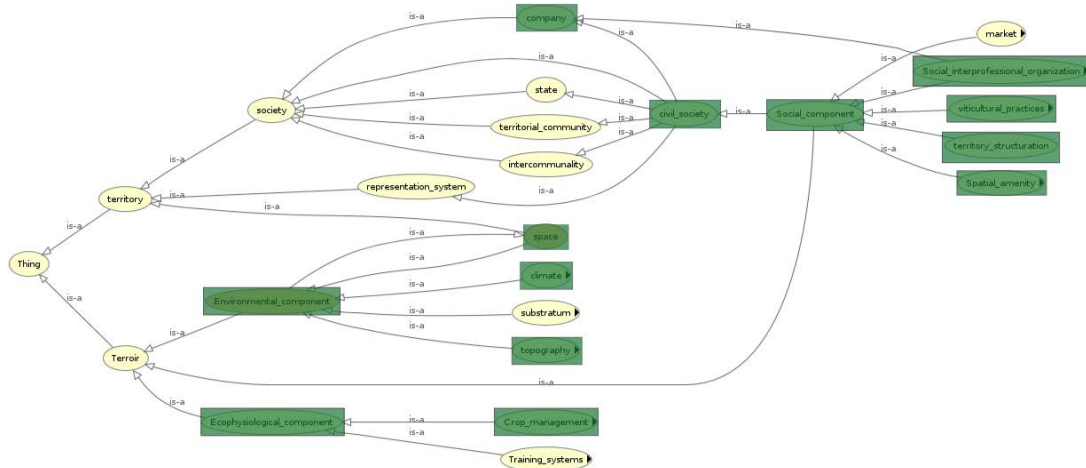 company
is-a
is-a
is-a
market
is-a
Social_interprofessional_organization
is-a
is-a
state
is-a
is-a
society
is-a
territorial_community
is-a
civil_society
is-a
Social_component
is-a
viticultural_practices
is-a
territory_structuration
is-a
is-a
intercommunality
is-a
is-a
Spatial_amenity
representation_system
is-a
territory
is-a
is-a
is-a
space
is-a
Thing
is-a
is-a
climate
is-a
Environmental_component
is-a
substratum
is-a
is-a
is-a
topography
Terroir
is-a
is-a
Ecophysiological_component
is-a
Crop_management
is-a
Training_systems